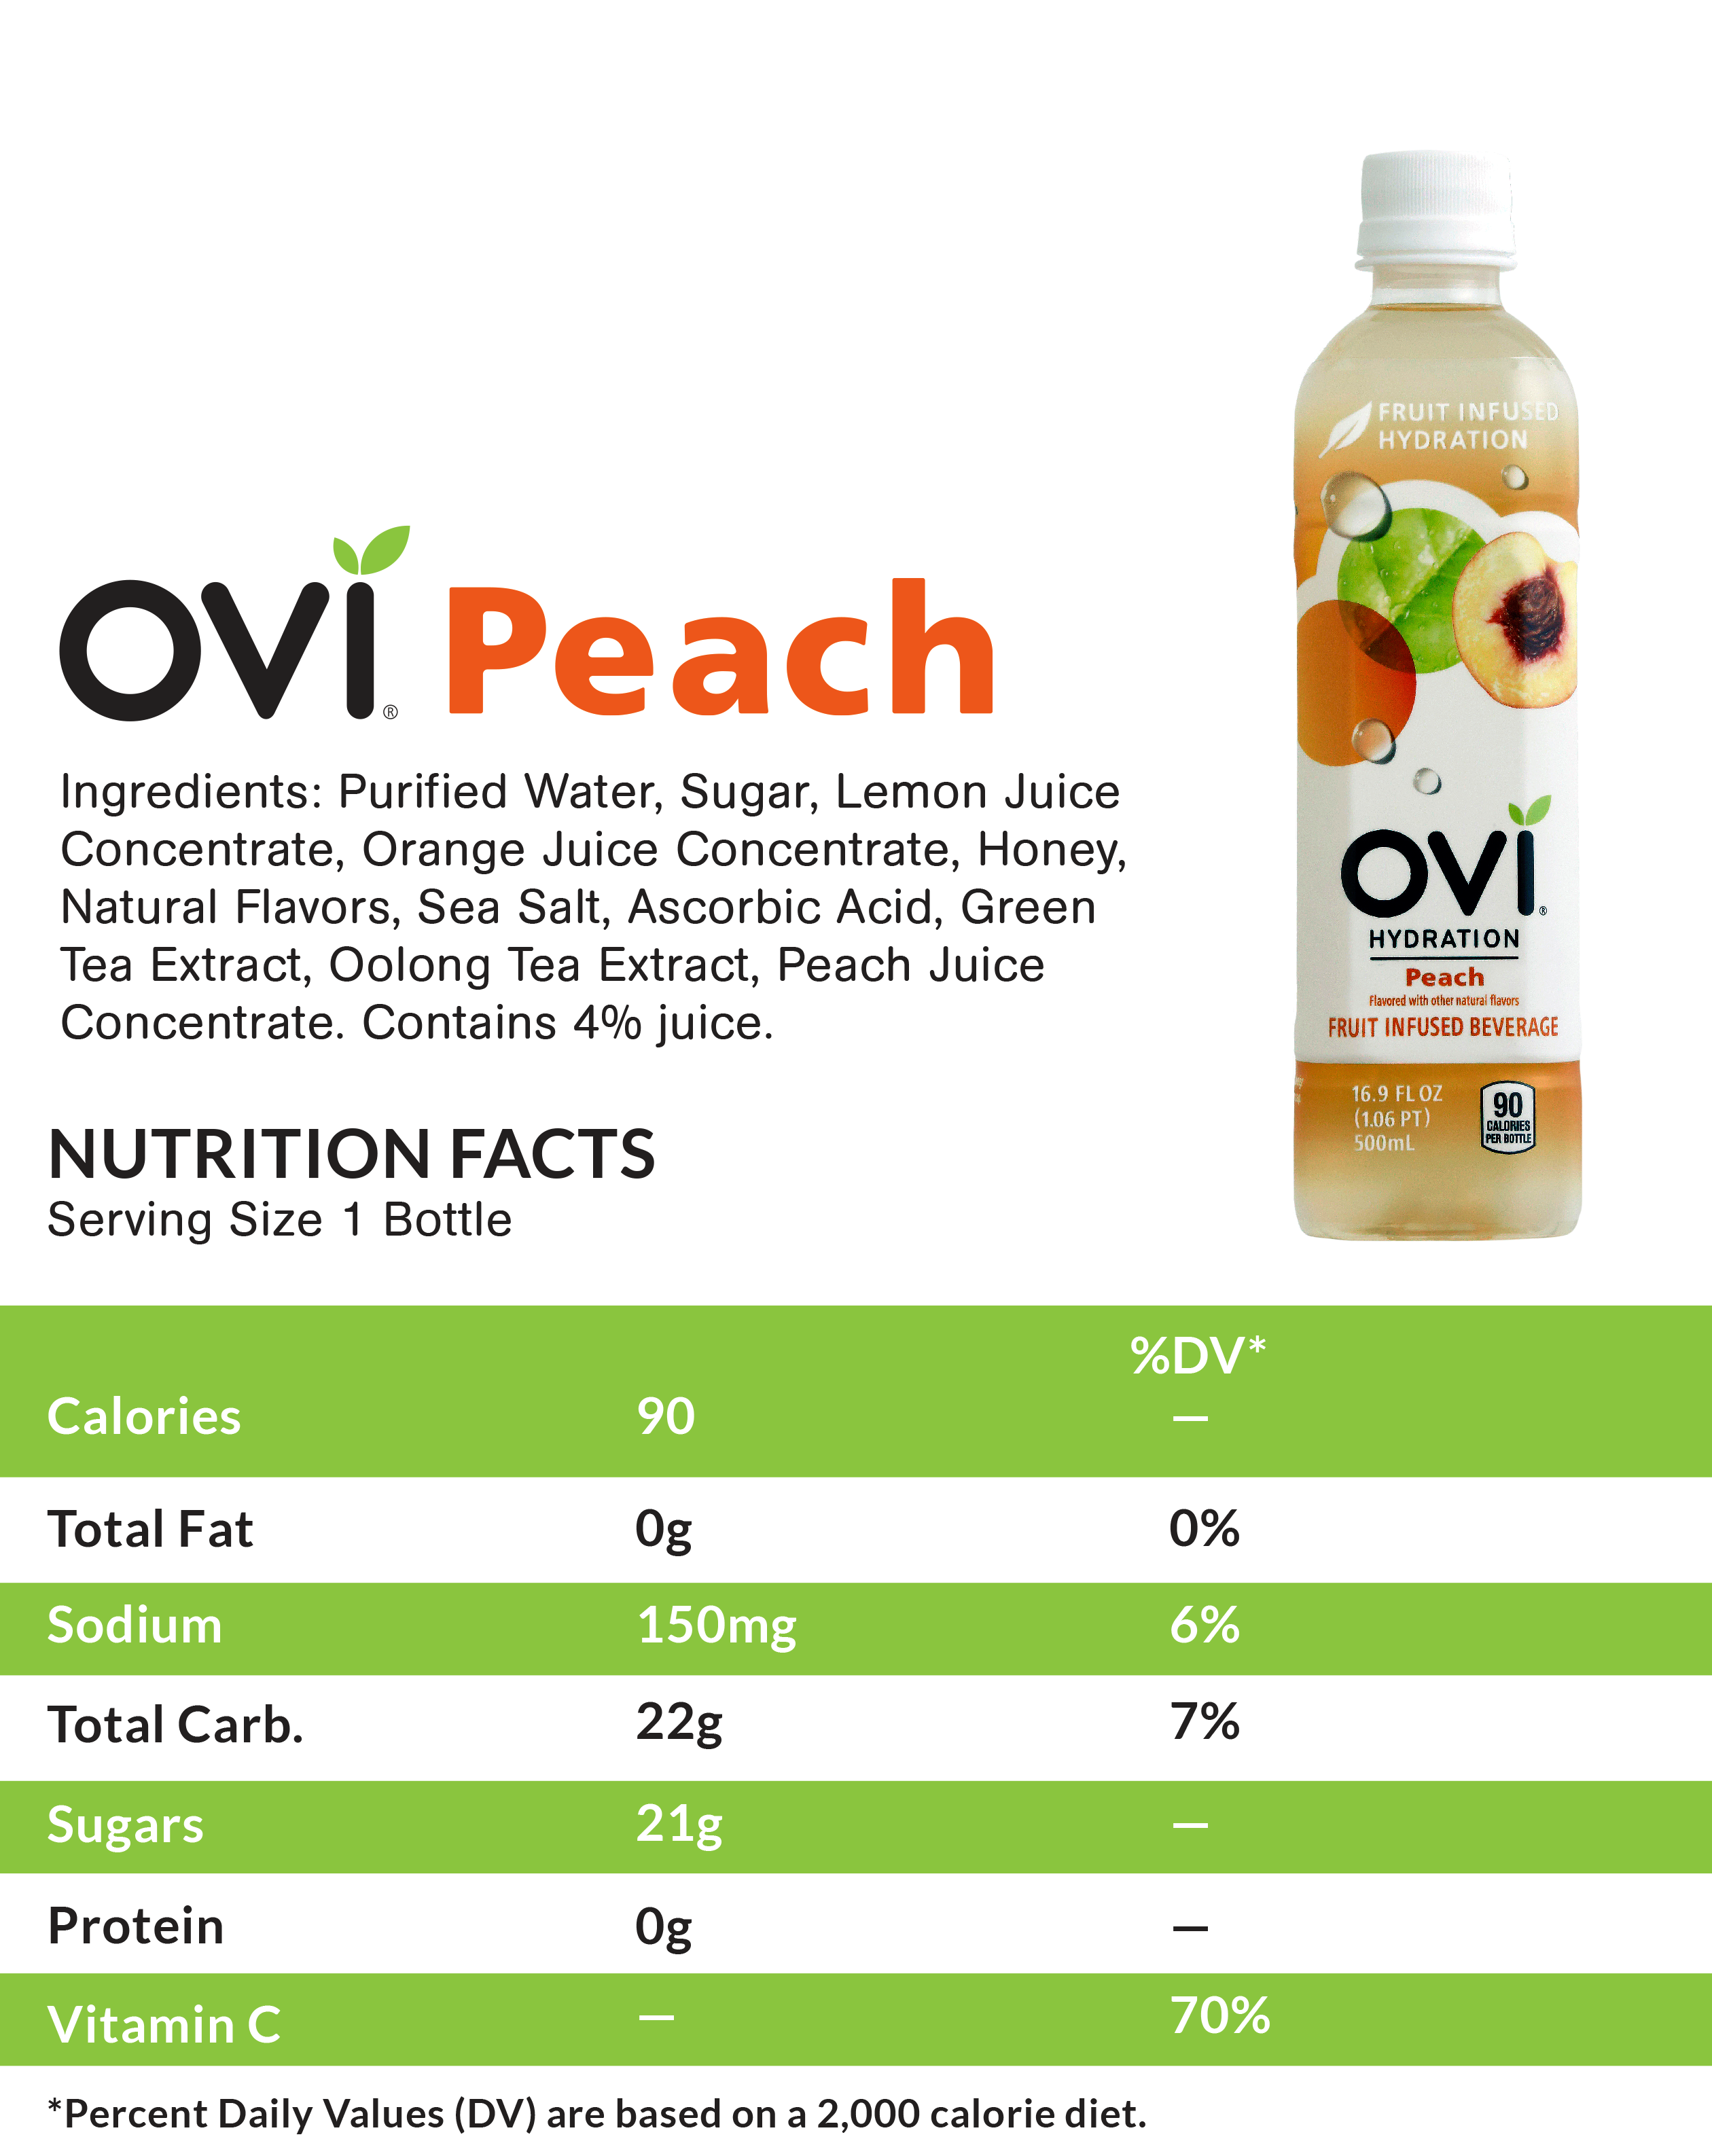 OVI® Peach
Ingredients: Purified Water, Sugar, Lemon Juice
Concentrate, Orange Juice Concentrate, Honey,
Natural Flavors, Sea Salt, Ascorbic Acid, Green
Tea Extract, Oolong Tea Extract, Peach Juice
Concentrate. Contains 4% juice.
FRUIT INFUSED
HYDRATION
OVI®
HYDRATION
Peach
Flavored with other natural flavors
FRUIT INFUSED BEVERAGE
16.9 FL OZ
(1.06 PT)
500mL
90
CALORIES
PER BOTTLE
NUTRITION FACTS
Serving Size 1 Bottle
%DV*
Calories 90 —
Total Fat 0g 0%
Sodium 150mg 6%
Total Carb. 22g 7%
Sugars 21g —
Protein 0g —
Vitamin C — 70%
*Percent Daily Values (DV) are based on a 2,000 calorie diet.